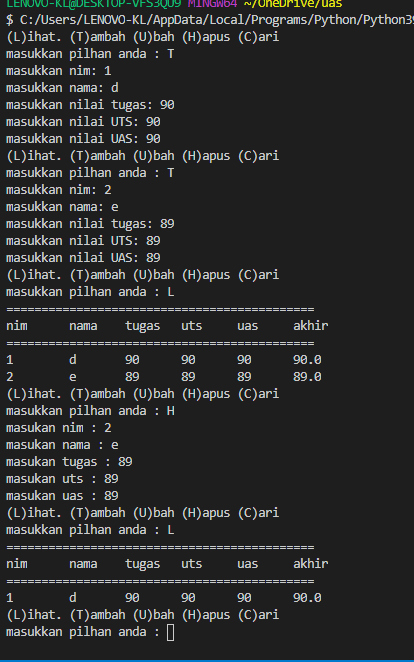 LENOVO-KL@DESKTOP-VFS3QU9 MINGW64 ~/OneDrive/uas
$ C:/Users/LENOVO-KL/AppData/Local/Programs/Python/Python39
(L)ihat. (T)ambah (U)bah (H)apus (C)ari
masukkan pilhan anda : T
masukkan nim: 1
masukkan nama: d
masukkan nilai tugas: 90
masukkan nilai UTS: 90
masukkan nilai UAS: 90
(L)ihat. (T)ambah (U)bah (H)apus (C)ari
masukkan pilhan anda : T
masukkan nim: 2
masukkan nama: e
masukkan nilai tugas: 89
masukkan nilai UTS: 89
masukkan nilai UAS: 89
(L)ihat. (T)ambah (U)bah (H)apus (C)ari
masukkan pilhan anda : L
============================================
nim nama tugas uts uas akhir
============================================
1 d 90 90 90 90.0
2 e 89 89 89 89.0
(L)ihat. (T)ambah (U)bah (H)apus (C)ari
masukkan pilhan anda : H
masukan nim : 2
masukan nama : e
masukan tugas : 89
masukan uts : 89
masukan uas : 89
(L)ihat. (T)ambah (U)bah (H)apus (C)ari
masukkan pilhan anda : L
============================================
nim nama tugas uts uas akhir
============================================
1 d 90 90 90 90.0
(L)ihat. (T)ambah (U)bah (H)apus (C)ari
masukkan pilhan anda :